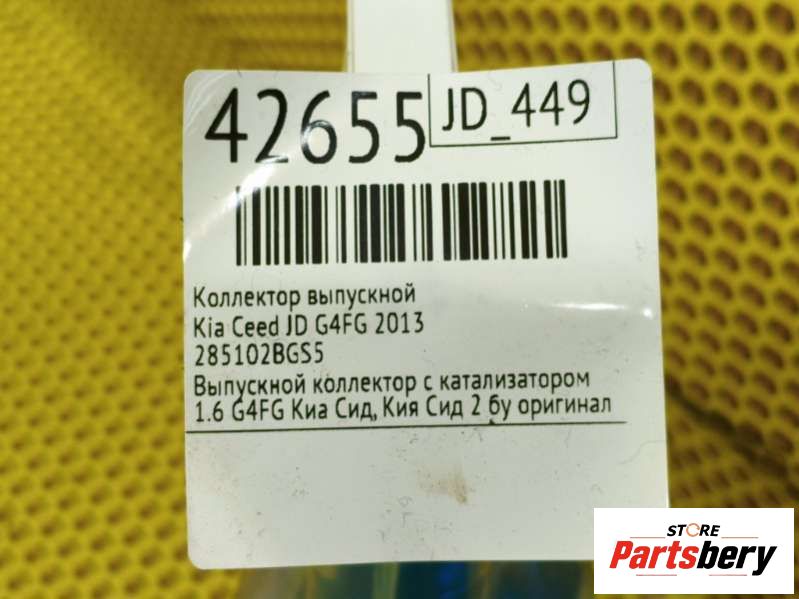 42655
JD_449
Коллектор выпускной
Kia Ceed JD G4FG 2013
285102BGS5
Выпускной коллектор с катализатором
1.6 G4FG Киа Сид, Кия Сид 2 бу оригинал
STORE
Partsbery